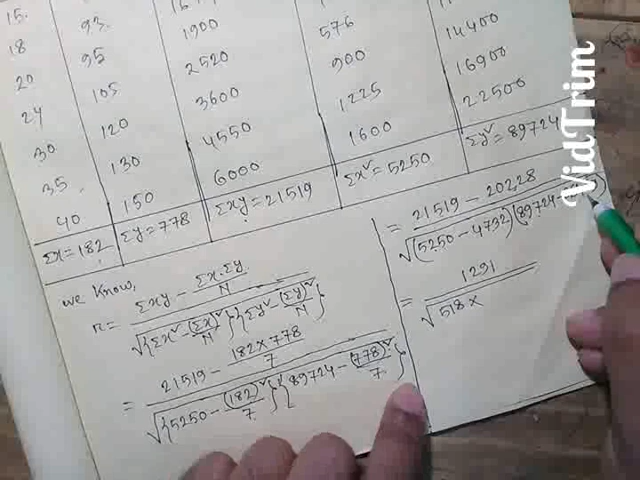 15. 93.
18 95 1900 576 14400
20 105 2520 900 16900
24 120 3600 1225 22500
30 130 4550 1600
35. 150 6000
40
Σx=182 Σy=778 Σxy=21519 Σx²=5250 Σy²=89724
We know,
r= Σxy - Σx.Σy/N
√{Σx²-(Σx)²/N}{Σy²-(Σy)²/N}
= 21519 - 182×778/7
√{5250-(182)²/7}{89724-(778)²/7}
= 21519 - 20228
√(5250-4732)(89724-
= 1291
√518×
VidTrim